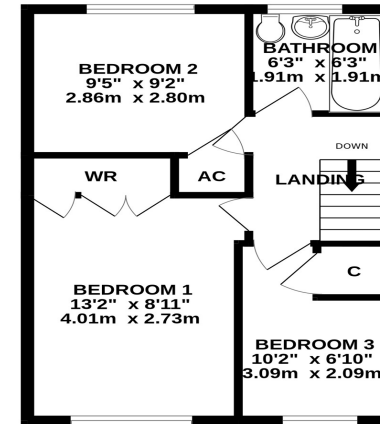 BATHROOM
6'3" x 6'3"
1.91m x 1.91m
BEDROOM 2
9'5" x 9'2"
2.86m x 2.80m
DOWN
WR
AC
LANDING
C
BEDROOM 1
13'2" x 8'11"
4.01m x 2.73m
BEDROOM 3
10'2" x 6'10"
3.09m x 2.09m